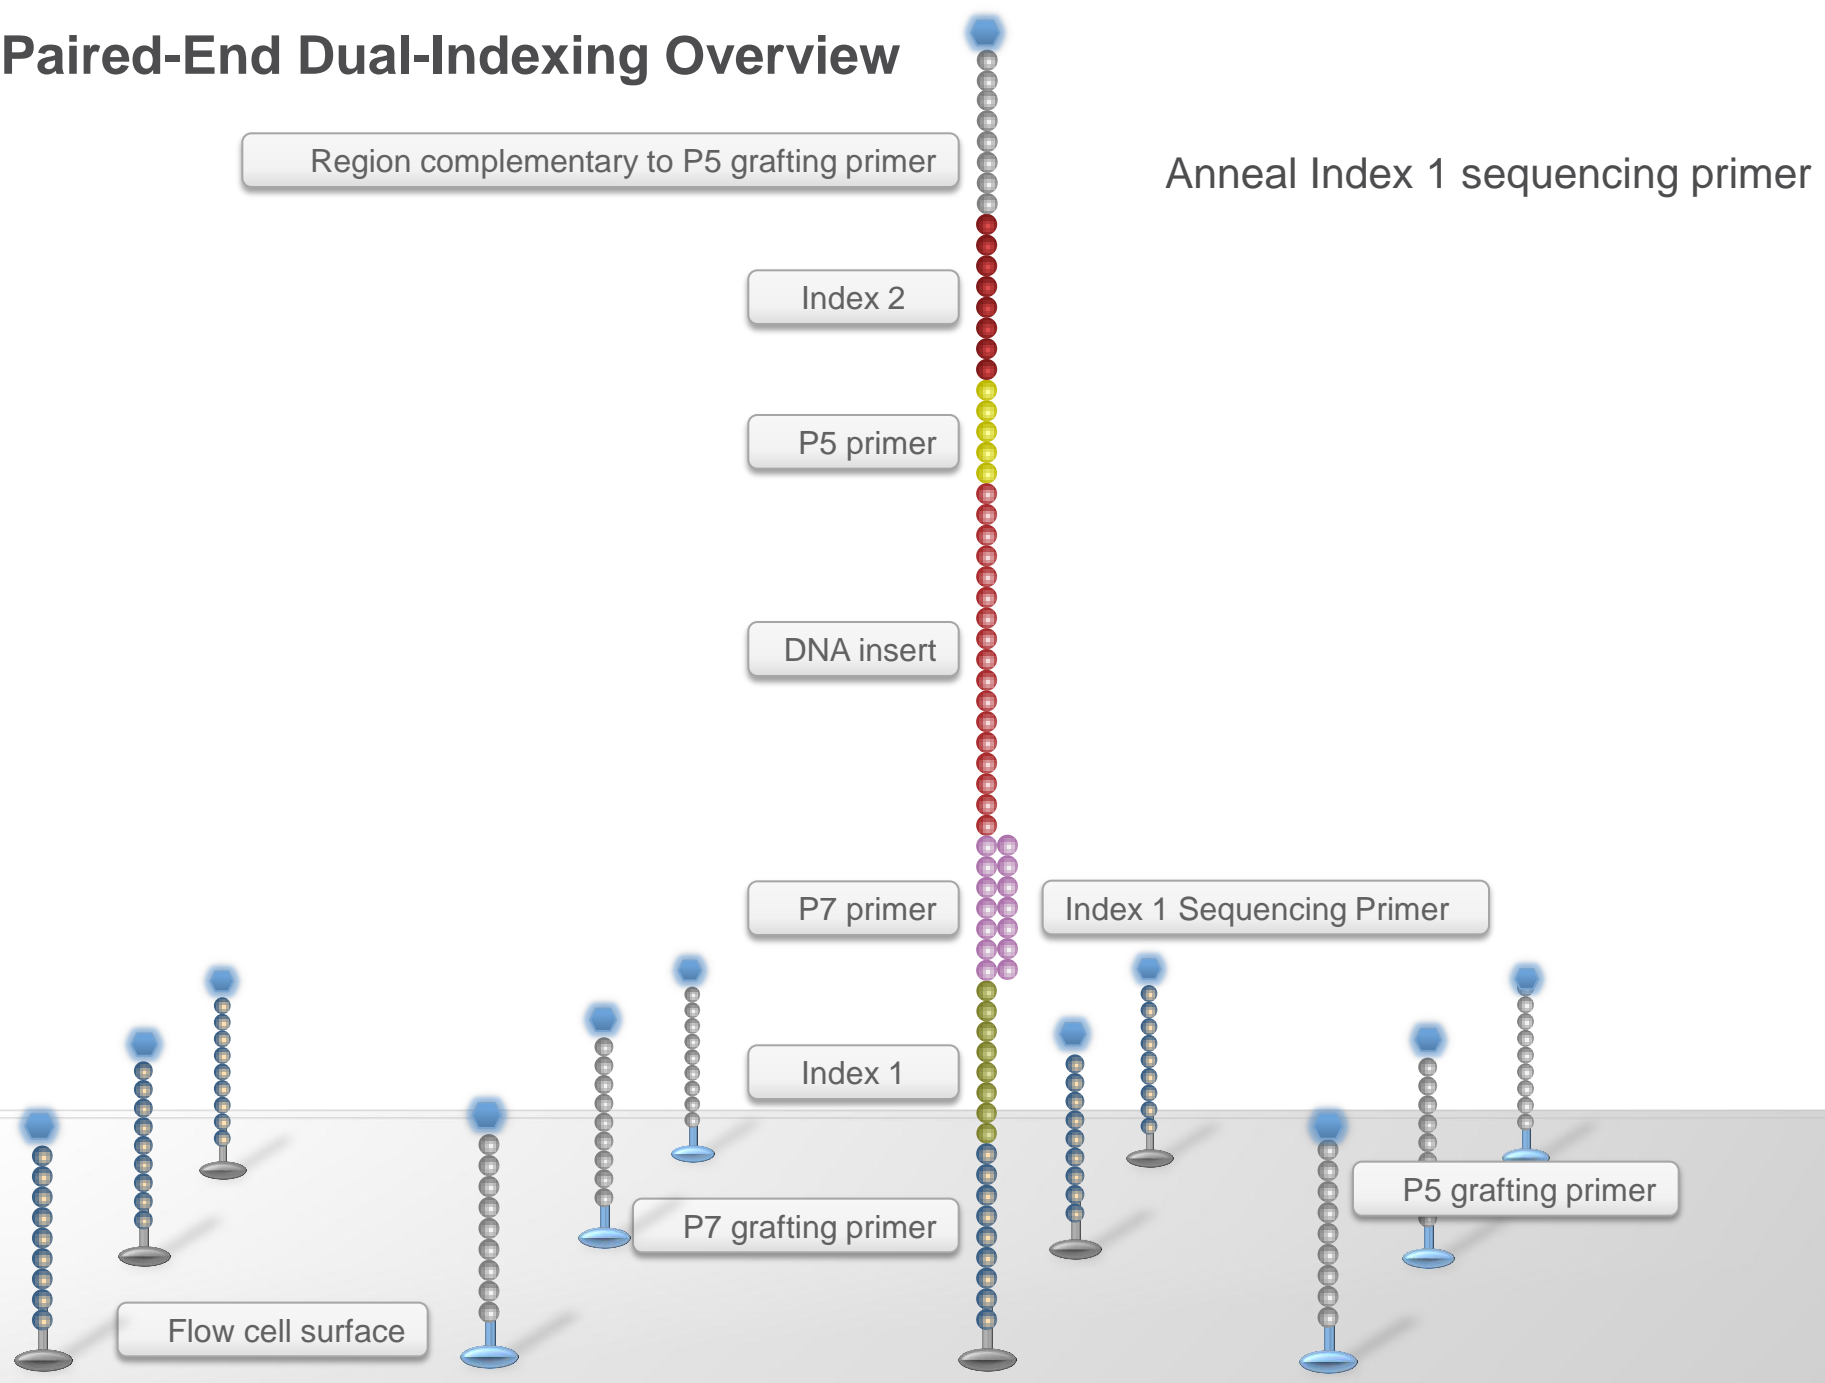 Paired-End Dual-Indexing Overview
Region complementary to P5 grafting primer
Anneal Index 1 sequencing primer
Index 2
P5 primer
DNA insert
P7 primer
Index 1 Sequencing Primer
Index 1
P5 grafting primer
P7 grafting primer
Flow cell surface